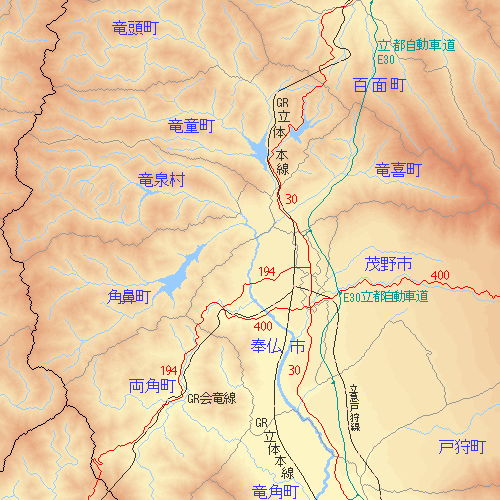 竜頭町
立都自動車道
E30
百面町
GR立体本線
竜童町
竜喜町
竜泉村
30
茂野市
194
400
角鼻町
E30立都自動車道
400
奉仏市
30
194
両角町
GR会竜線
立意戸狩線
GR立体本線
戸狩町
竜角町